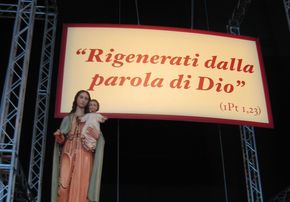 “Rigenerati dalla
parola di Dio”
(1Pt 1,23)